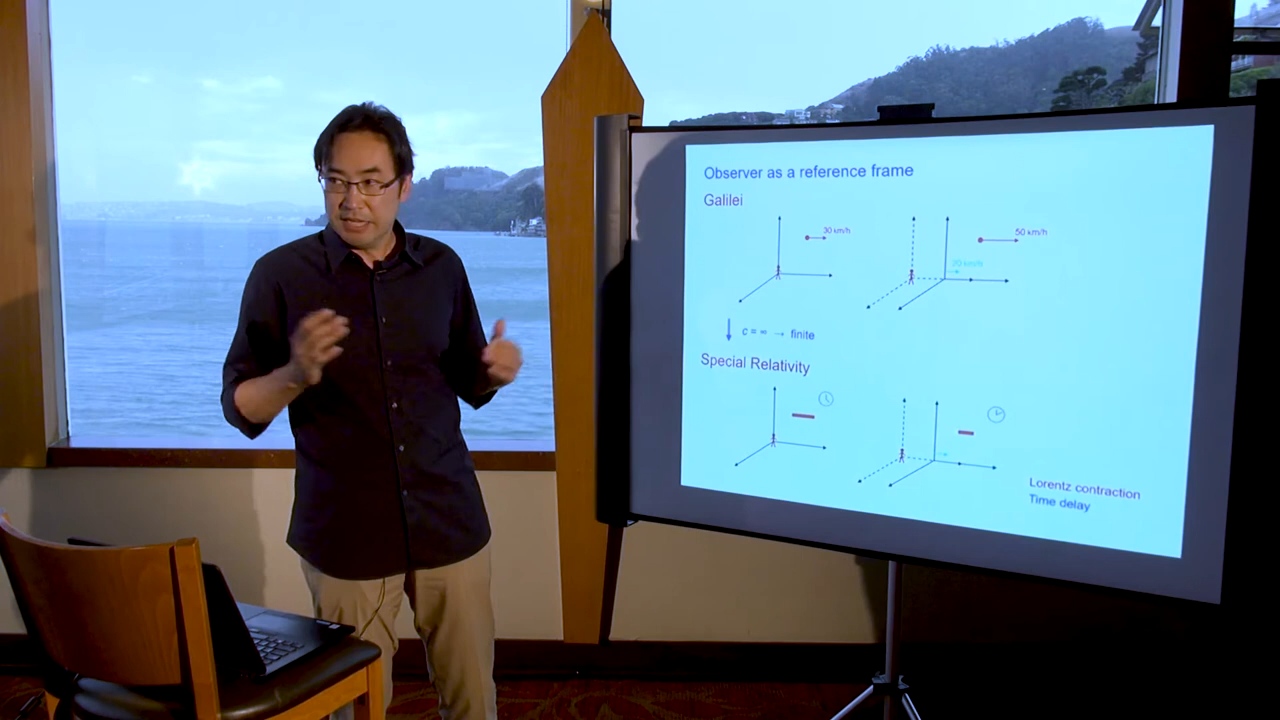 Observer as a reference frame
Galilei
30 km/h
50 km/h
20 km/h
c = ∞ → finite
Special Relativity
Lorentz contraction
Time delay